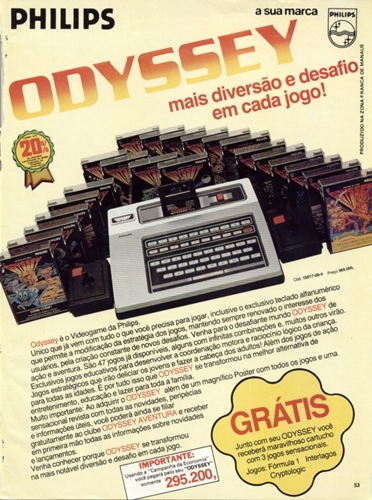 PHILIPS
a sua marca
PHILIPS
ODYSSEY
mais diversão e desafio
em cada jogo!
PRODUZIDO NA ZONA FRANCA DE MANAUS
20%
ODYSSEY
Preço 369.000,
Odyssey é o Videogame da Philips.
Unico que já vem com tudo o que você precisa para jogar, inclusive o exclusivo teclado alfanumérico
que permite a modificação da estratégia dos jogos, mantendo sempre renovado o interesse dos
usuários, pela criação constante de novos desafios. Venha para o desafiante mundo ODYSSEY de
ação e aventura. São 47 jogos já disponíveis, alguns com infinitas combinações e, muitos outros virão.
Exclusivos jogos educativos para desenvolver a coordenação motora e raciocínio lógico da criança.
Jogos estratégicos que irão deliciar os jovens e fazer a cabeça dos adultos! Além dos jogos de ação
para todas as idades. É por tudo isso que ODYSSEY se transformou na melhor alternativa de
entretenimento, educação e lazer para toda a família.
Muito importante: Ao adquirir o ODYSSEY além de um magnífico Poster com todos os jogos e uma
sensacional revista com todas as novidades, peripécias
e informações úteis, você poderá ainda se filiar
gratuitamente ao clube ODYSSEY AVENTURA e receber
em primeira mão todas as informações sobre novidades
e lançamentos.
Venha conhecer porque ODYSSEY se transformou
na mais notável diversão e desafio em cada jogo.
IMPORTANTE:
Usando a "Campanha da Economia"
você pagará pelo seu "ODYSSEY"
somente 295.200,
GRÁTIS
Junto com seu ODYSSEY você
receberá maravilhoso cartucho
com 3 jogos sensacionais.
Jogos: Fórmula 1 Interlagos
Cryptologic
53